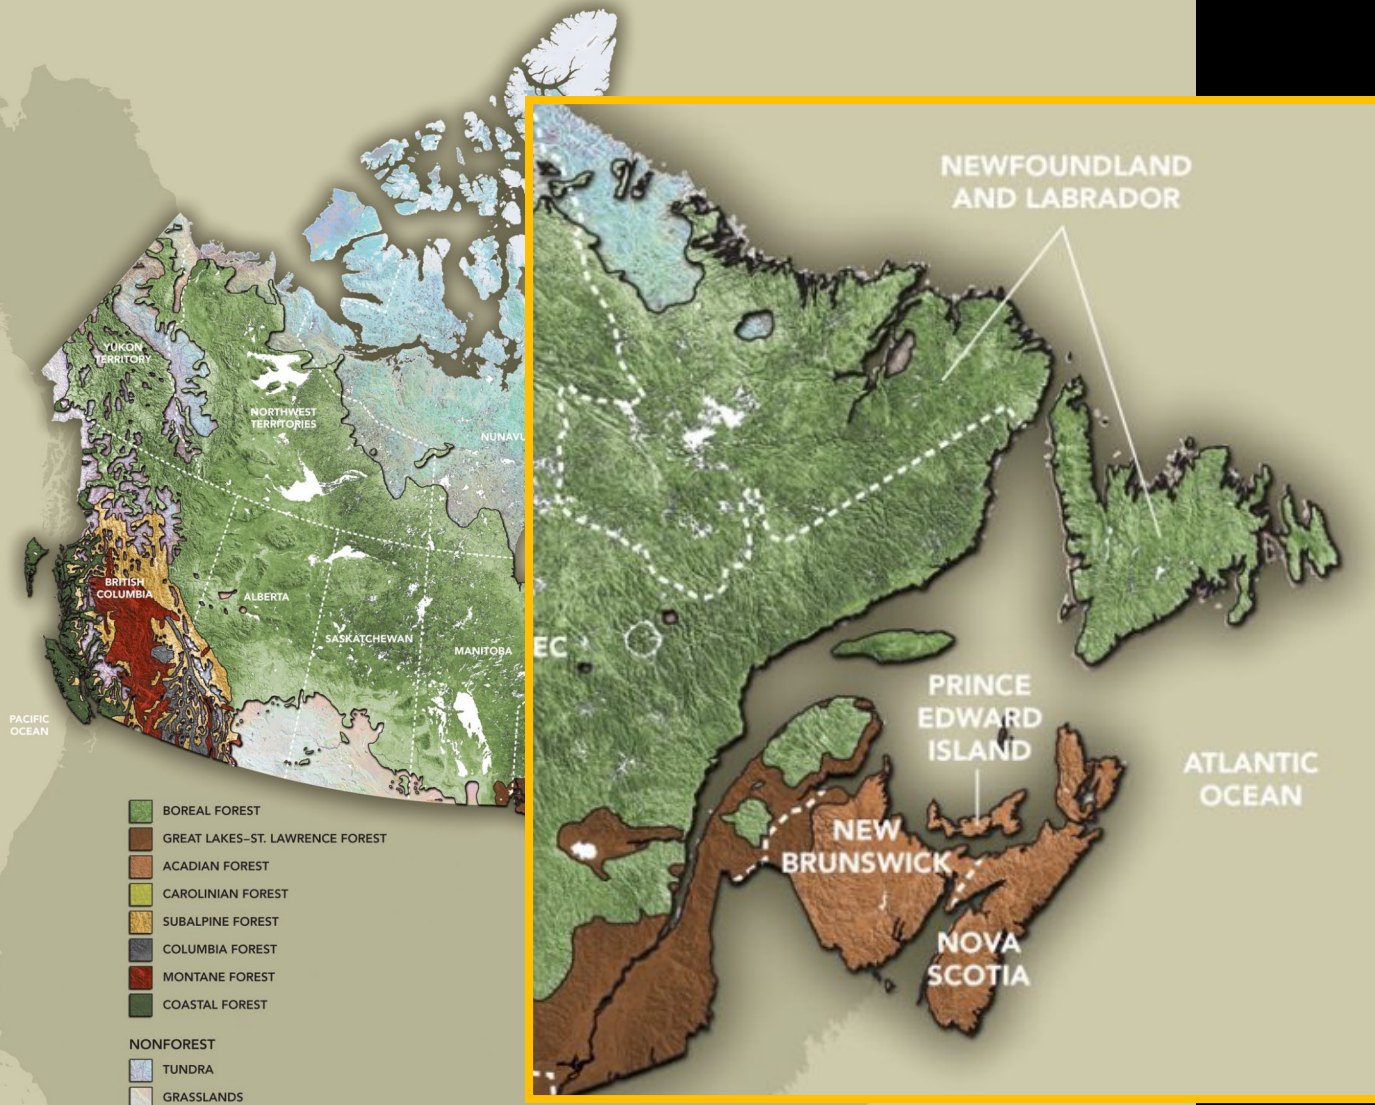 YUKON
TERRITORY
NORTHWEST
TERRITORIES
NUNAVU
BRITISH
COLUMBIA
ALBERTA
SASKATCHEWAN
MANITOBA
PACIFIC
OCEAN
BOREAL FOREST
GREAT LAKES–ST. LAWRENCE FOREST
ACADIAN FOREST
CAROLINIAN FOREST
SUBALPINE FOREST
COLUMBIA FOREST
MONTANE FOREST
COASTAL FOREST
NONFOREST
TUNDRA
GRASSLANDS
NEWFOUNDLAND
AND LABRADOR
EC
PRINCE
EDWARD
ISLAND
ATLANTIC
OCEAN
NEW
BRUNSWICK
NOVA
SCOTIA